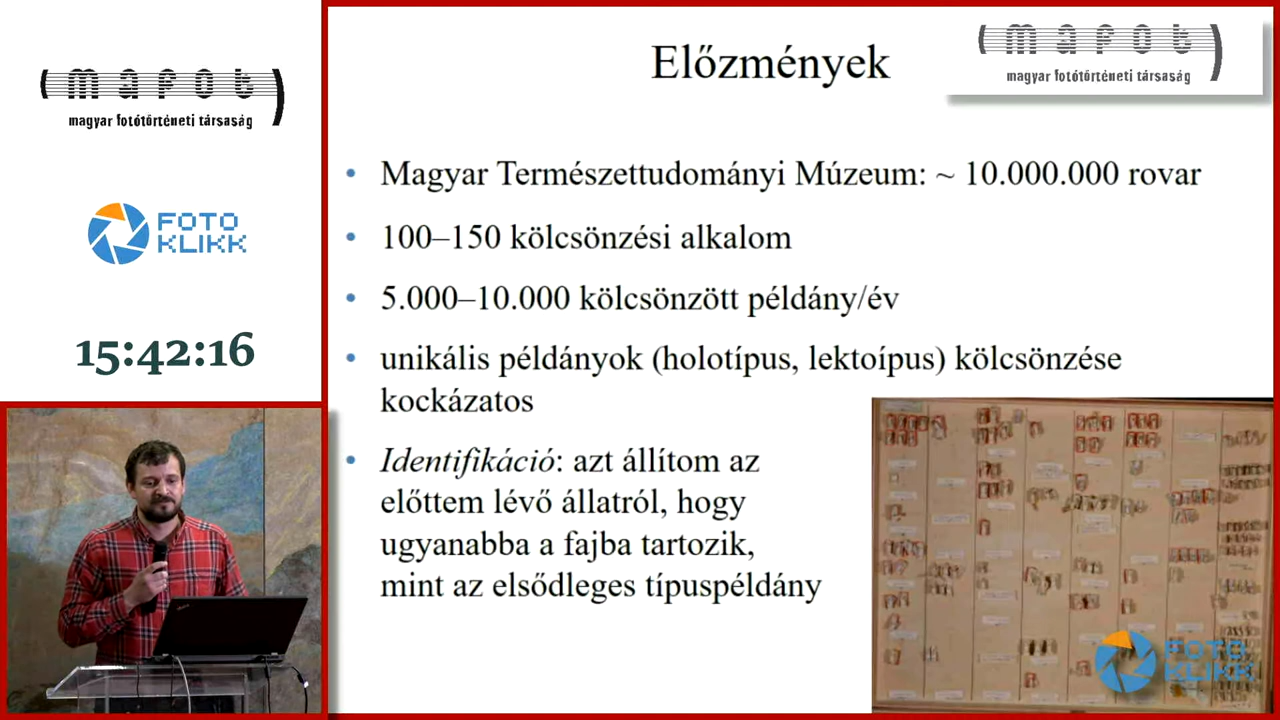 mafot
magyar fotótörténeti társaság
FOTO
KLIKK
15:42:16
Előzmények
mafot
magyar fotótörténeti társaság
• Magyar Természettudományi Múzeum: ~ 10.000.000 rovar
• 100–150 kölcsönzési alkalom
• 5.000–10.000 kölcsönzött példány/év
• unikális példányok (holotípus, lektoípus) kölcsönzése
kockázatos
• Identifikáció: azt állítom az
előttem lévő állatról, hogy
ugyanabba a fajba tartozik,
mint az elsődleges típuspéldány
FOTO
KLIKK